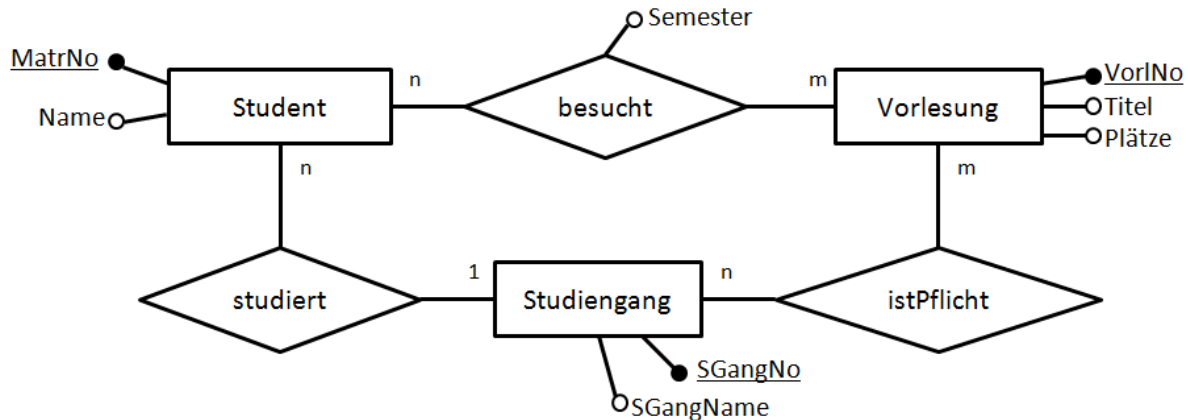 Semester
MatrNo
n
m
VorlNo
Student
besucht
Vorlesung
Titel
Name
Plätze
n
m
1
n
studiert
Studiengang
istPflicht
SGangNo
SGangName